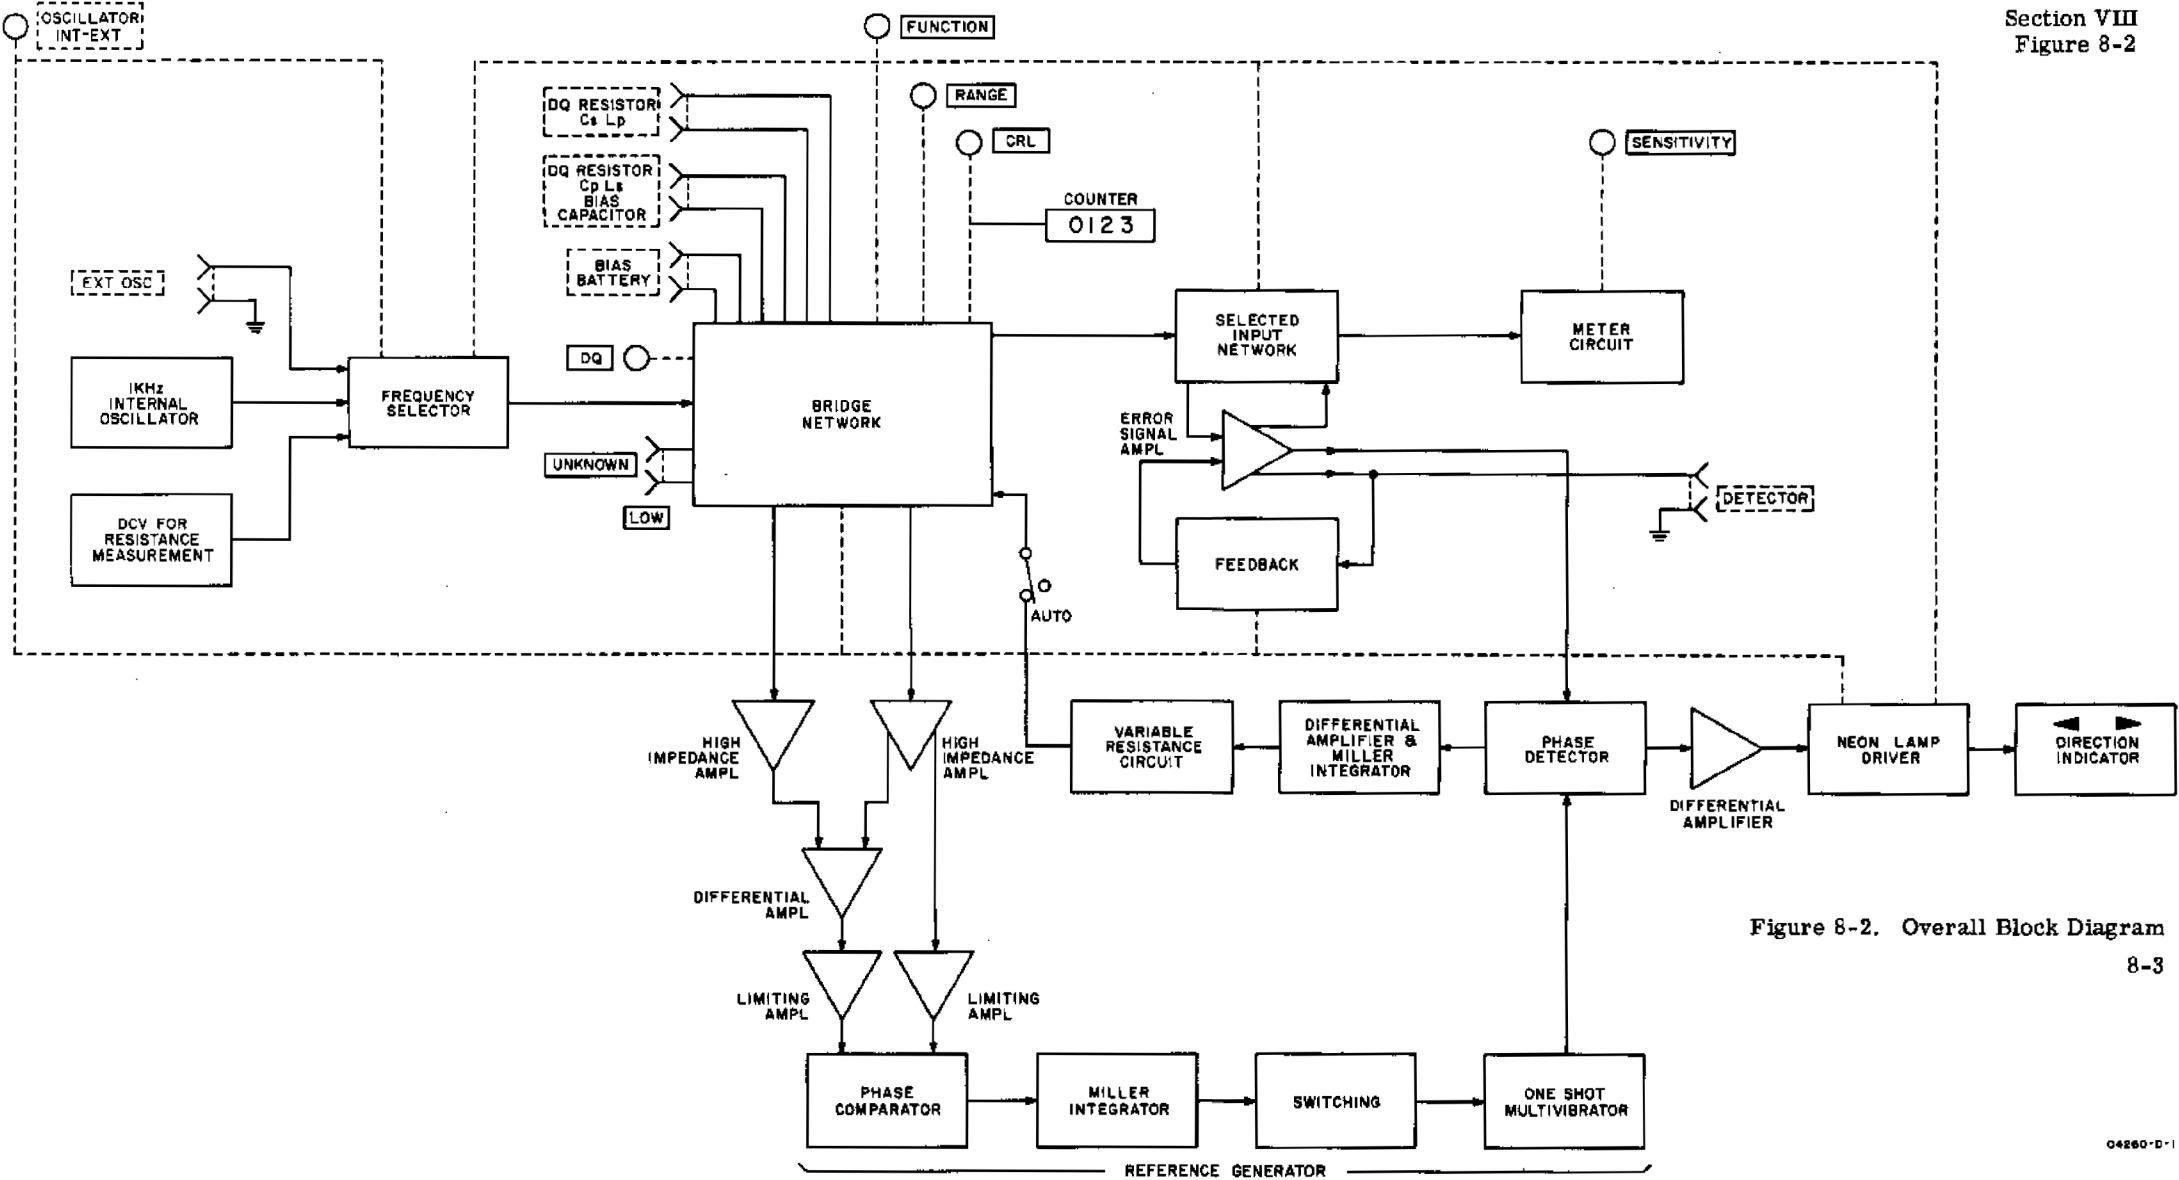 OSCILLATOR
INT-EXT
FUNCTION
Section VIII
Figure 8-2
DQ RESISTOR
Cs Lp
RANGE
CRL
SENSITIVITY
DQ RESISTOR
Cp Ls
BIAS
CAPACITOR
COUNTER
0123
BIAS
BATTERY
EXT OSC
DQ
1KHz
INTERNAL
OSCILLATOR
FREQUENCY
SELECTOR
BRIDGE
NETWORK
SELECTED
INPUT
NETWORK
METER
CIRCUIT
ERROR
SIGNAL
AMPL
UNKNOWN
LOW
DETECTOR
DCV FOR
RESISTANCE
MEASUREMENT
FEEDBACK
AUTO
HIGH
IMPEDANCE
AMPL
HIGH
IMPEDANCE
AMPL
VARIABLE
RESISTANCE
CIRCUIT
DIFFERENTIAL
AMPLIFIER &
MILLER
INTEGRATOR
PHASE
DETECTOR
DIFFERENTIAL
AMPLIFIER
NEON LAMP
DRIVER
DIRECTION
INDICATOR
DIFFERENTIAL
AMPL
Figure 8-2. Overall Block Diagram
8-3
LIMITING
AMPL
LIMITING
AMPL
PHASE
COMPARATOR
MILLER
INTEGRATOR
SWITCHING
ONE SHOT
MULTIVIBRATOR
04260-D-1
REFERENCE GENERATOR